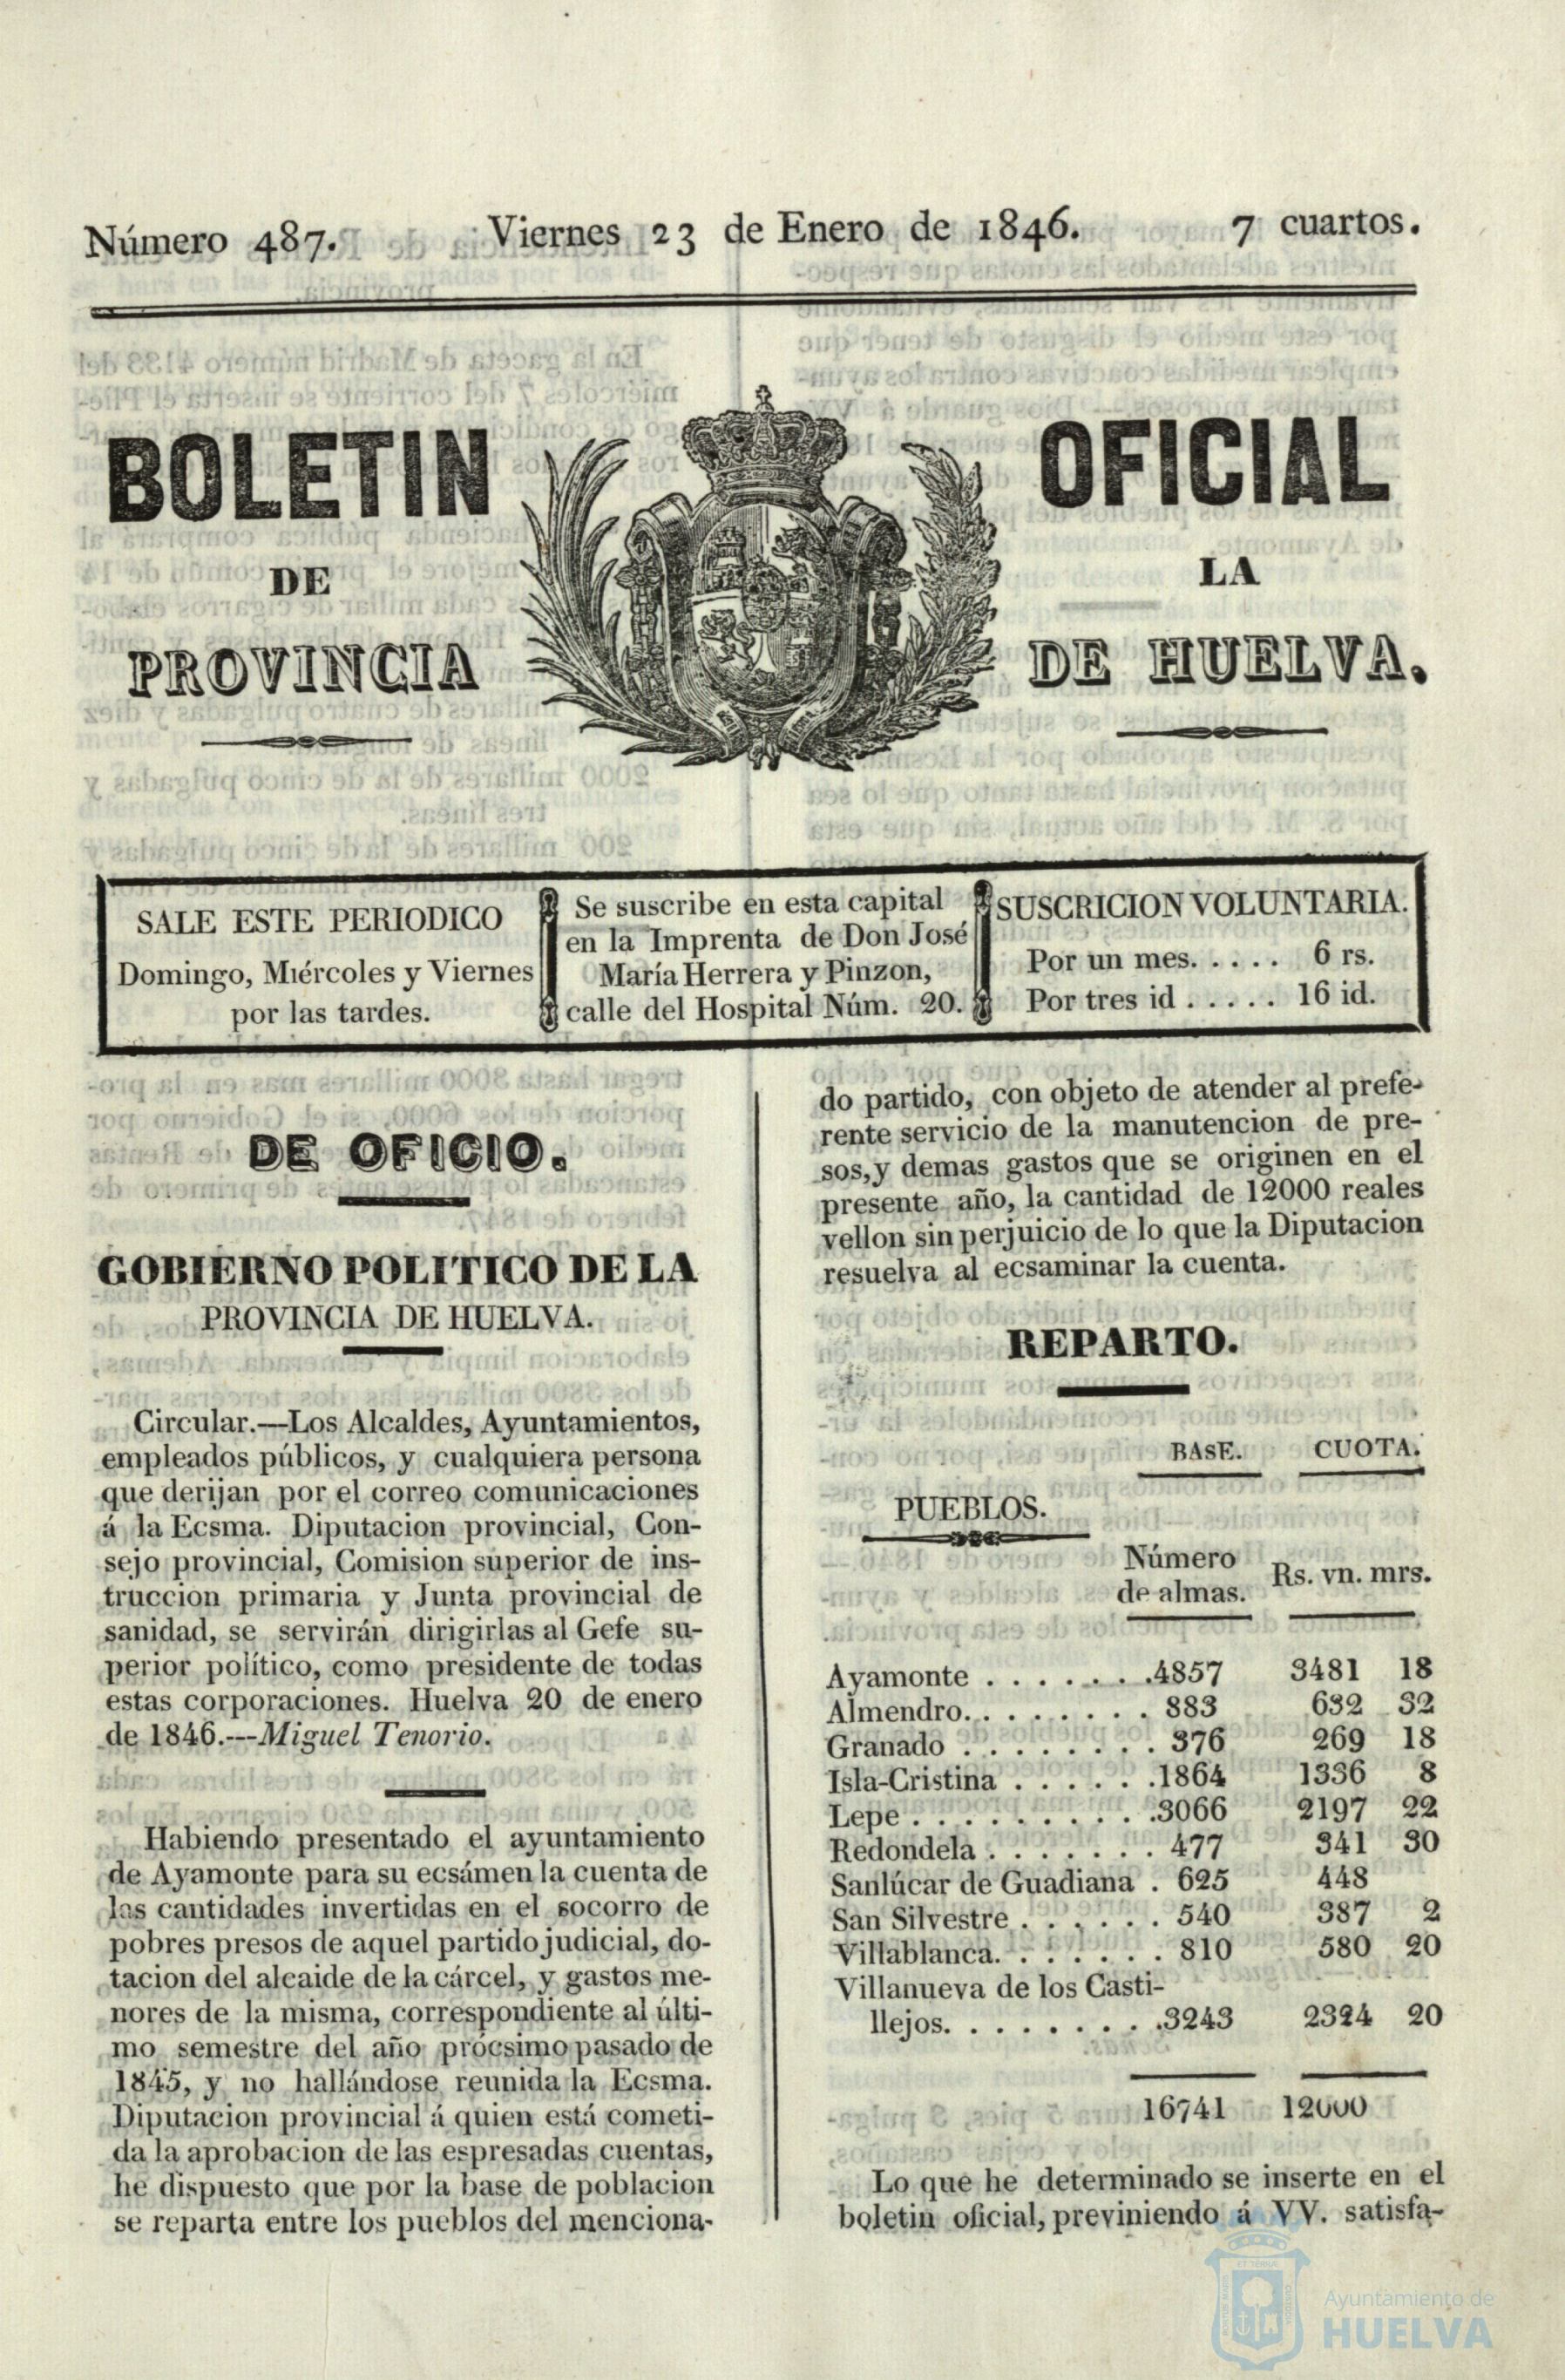 Número 487. Viernes 23 de Enero de 1846. 7 cuartos.
BOLETIN OFICIAL
DE LA
PROVINCIA DE HUELVA.
SALE ESTE PERIODICO
Domingo, Miércoles y Viernes
por las tardes.
Se suscribe en esta capital
en la Imprenta de Don José
María Herrera y Pinzon,
calle del Hospital Núm. 20.
SUSCRICION VOLUNTARIA.
Por un mes. . . . . 6 rs.
Por tres id . . . . . 16 id.
DE OFICIO.
GOBIERNO POLITICO DE LA
PROVINCIA DE HUELVA.
Circular.—Los Alcaldes, Ayuntamientos,
empleados públicos, y cualquiera persona
que derijan por el correo comunicaciones
á la Ecsma. Diputacion provincial, Con-
sejo provincial, Comision superior de ins-
truccion primaria y Junta provincial de
sanidad, se servirán dirigirlas al Gefe su-
perior político, como presidente de todas
estas corporaciones. Huelva 20 de enero
de 1846.—Miguel Tenorio.
Habiendo presentado el ayuntamiento
de Ayamonte para su ecsámen la cuenta de
las cantidades invertidas en el socorro de
pobres presos de aquel partido judicial, do-
tacion del alcaide de la cárcel, y gastos me-
nores de la misma, correspondiente al últi-
mo semestre del año prócsimo pasado de
1845, y no hallándose reunida la Ecsma.
Diputacion provincial á quien está cometi-
da la aprobacion de las espresadas cuentas,
he dispuesto que por la base de poblacion
se reparta entre los pueblos del menciona-
do partido, con objeto de atender al prefe-
rente servicio de la manutencion de pre-
sos, y demas gastos que se originen en el
presente año, la cantidad de 12000 reales
vellon sin perjuicio de lo que la Diputacion
resuelva al ecsaminar la cuenta.
REPARTO.
BASE. CUOTA.
PUEBLOS.
Número
de almas. Rs. vn. mrs.
Ayamonte . . . . . . . .4857 3481 18
Almendro. . . . . . . . . 883 632 32
Granado . . . . . . . . . 376 269 18
Isla-Cristina . . . . . . .1864 1336 8
Lepe . . . . . . . . . . .3066 2197 22
Redondela . . . . . . . . 477 341 30
Sanlúcar de Guadiana . 625 448
San Silvestre . . . . . . . 540 387 2
Villablanca. . . . . . . . 810 580 20
Villanueva de los Casti-
llejos. . . . . . . . . .3243 2324 20
16741 12000
Lo que he determinado se inserte en el
boletin oficial, previniendo á VV. satisfa-
Ayuntamiento de
HUELVA